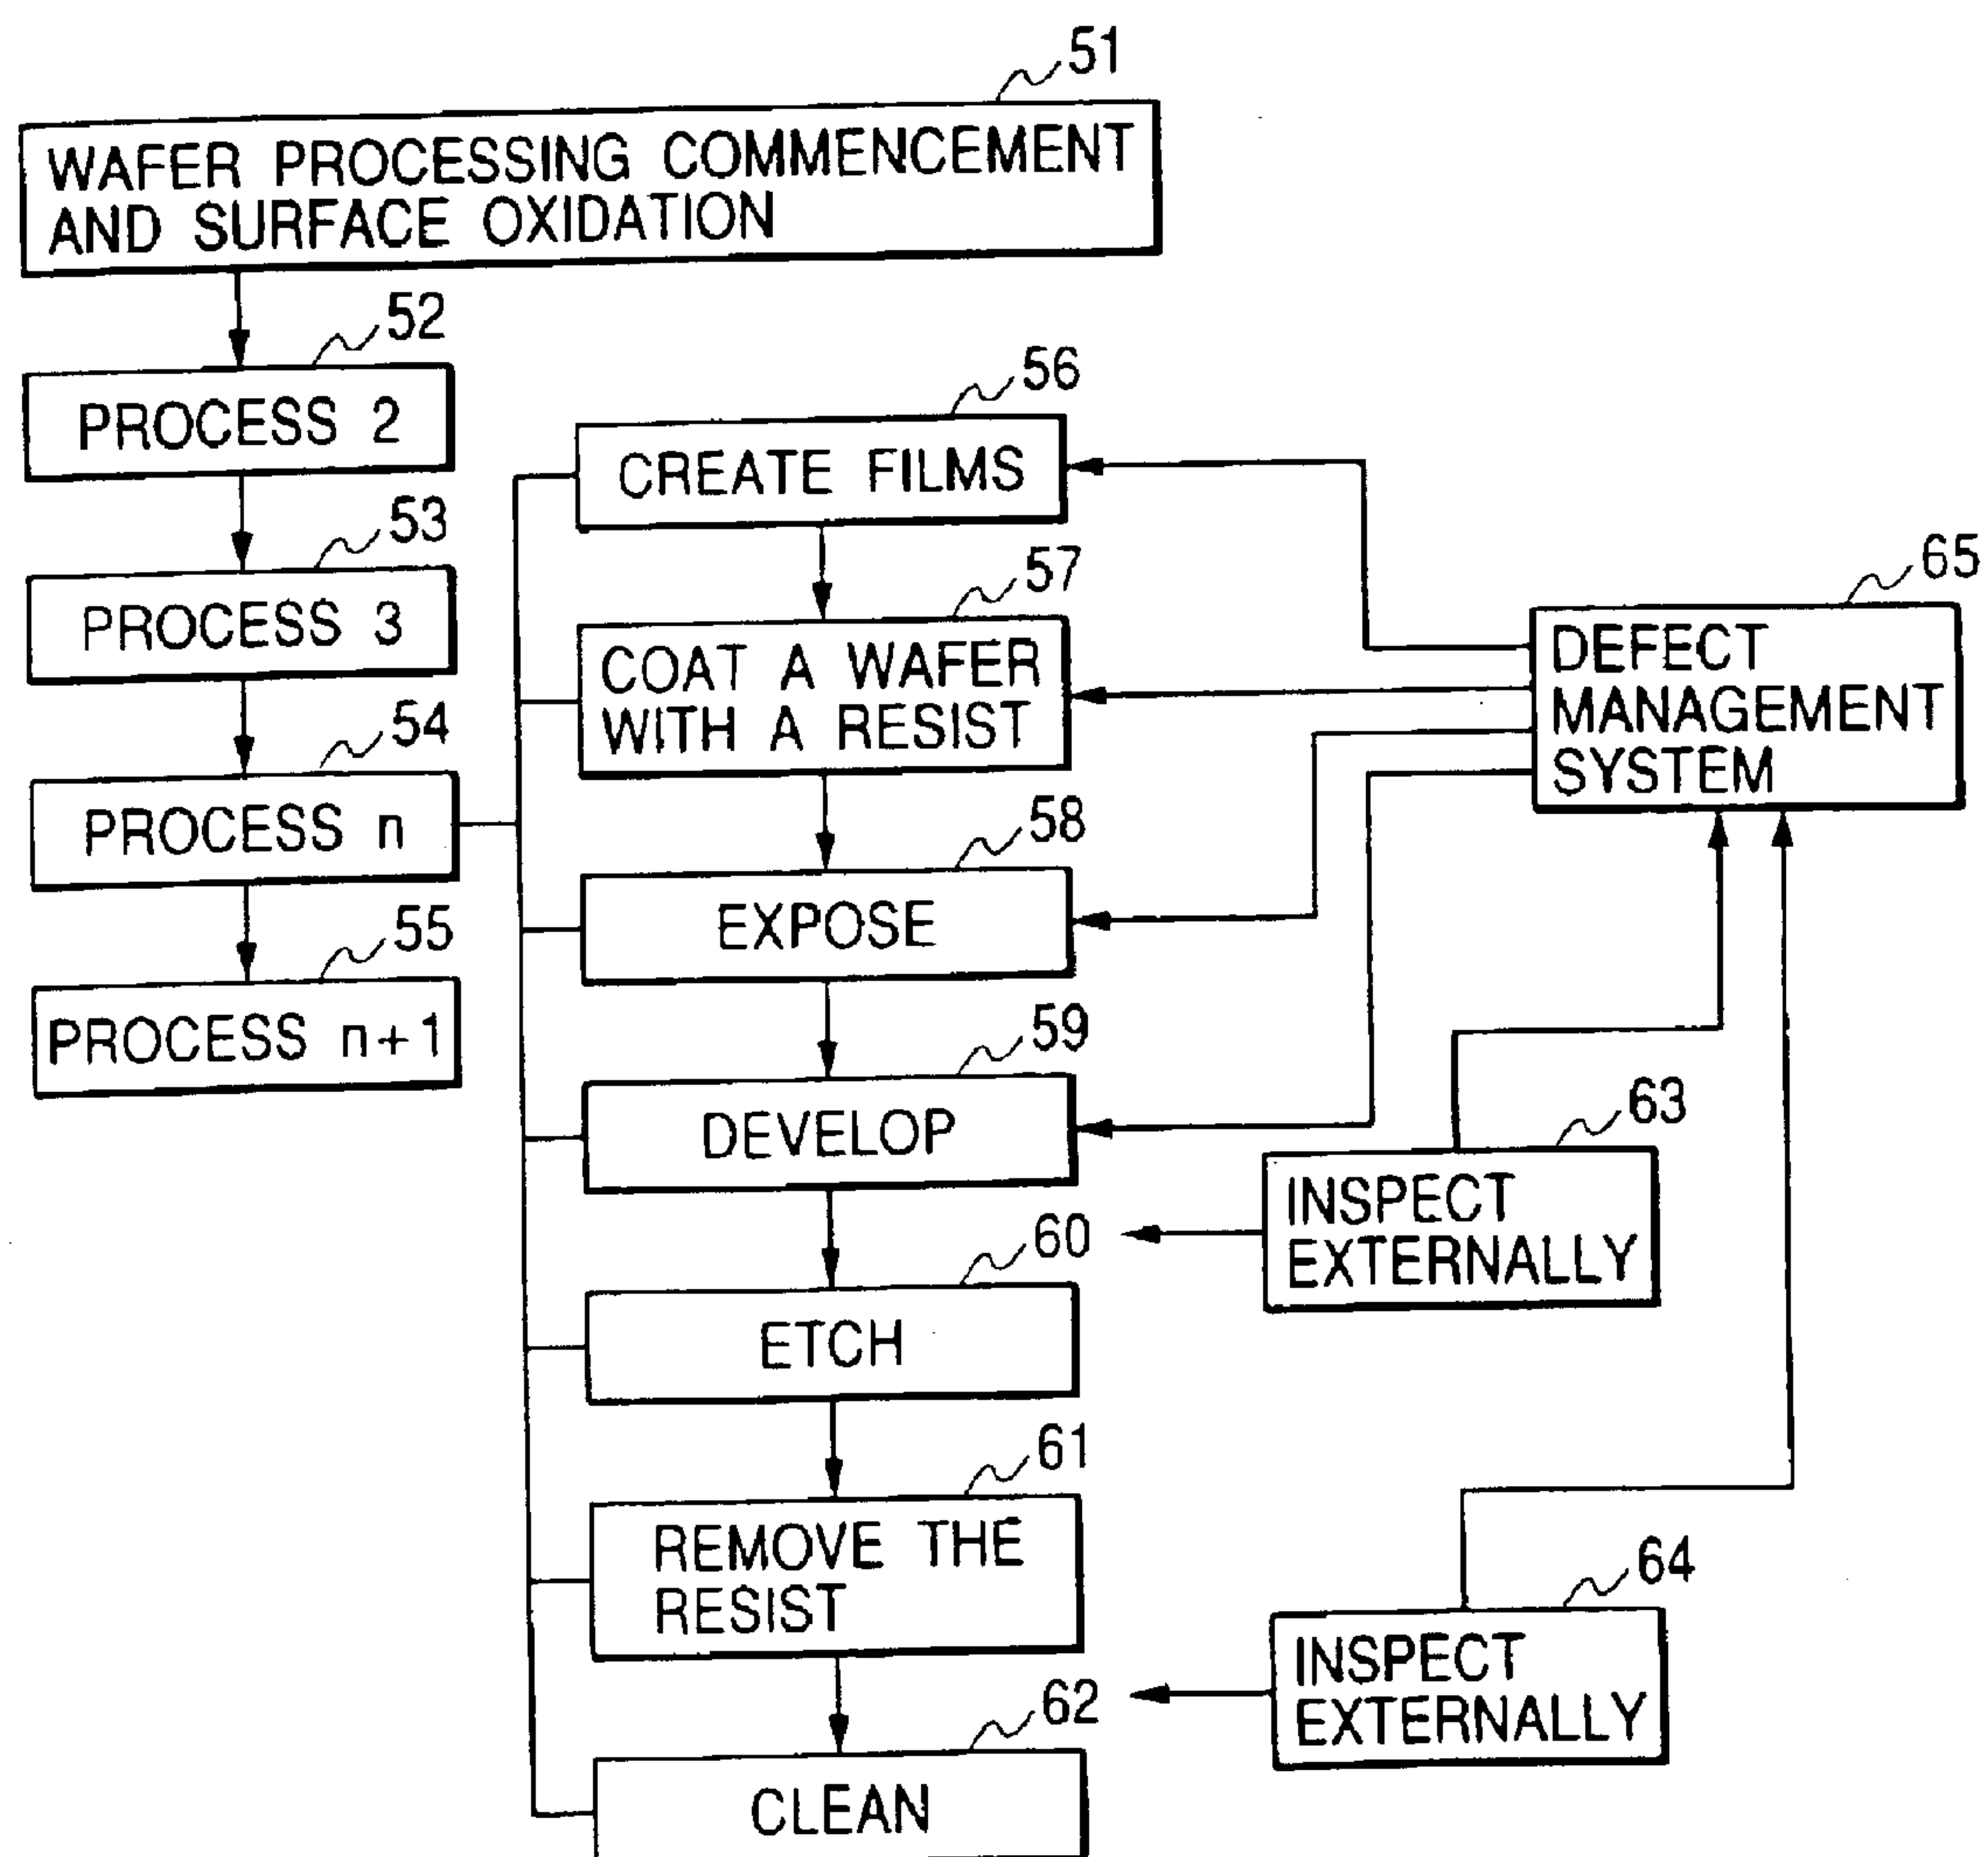 51
WAFER PROCESSING COMMENCEMENT
AND SURFACE OXIDATION
52
PROCESS 2
53
PROCESS 3
54
PROCESS n
55
PROCESS n+1
56
CREATE FILMS
57
COAT A WAFER
WITH A RESIST
58
EXPOSE
59
DEVELOP
60
ETCH
61
REMOVE THE
RESIST
62
CLEAN
63
INSPECT
EXTERNALLY
64
INSPECT
EXTERNALLY
65
DEFECT
MANAGEMENT
SYSTEM